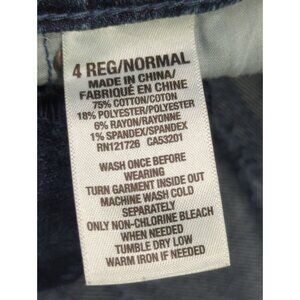 4 REG/NORMAL
MADE IN CHINA/
FABRIQUÉ EN CHINE
75% COTTON/COTON
18% POLYESTER/POLYESTER
6% RAYON/RAYONNE
1% SPANDEX/SPANDEX
RN121726 CA53201
WASH ONCE BEFORE
WEARING
TURN GARMENT INSIDE OUT
MACHINE WASH COLD
SEPARATELY
ONLY NON-CHLORINE BLEACH
WHEN NEEDED
TUMBLE DRY LOW
WARM IRON IF NEEDED